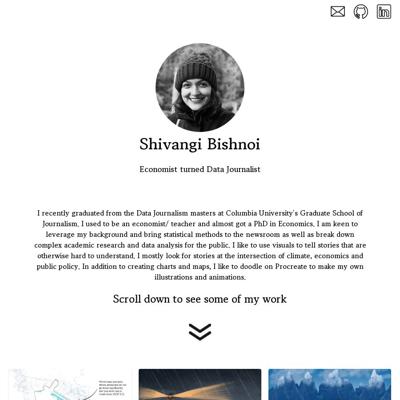 Shivangi Bishnoi
Economist turned Data Journalist
I recently graduated from the Data Journalism masters at Columbia University's Graduate School of
Journalism. I used to be an economist/ teacher and almost got a PhD in Economics. I am keen to
leverage my background and bring statistical methods to the newsroom as well as break down
complex academic research and data analysis for the public. I like to use visuals to tell stories that are
otherwise hard to understand. I mostly look for stories at the intersection of climate, economics and
public policy. In addition to creating charts and maps, I like to doodle on Procreate to make my own
illustrations and animations.
Scroll down to see some of my work